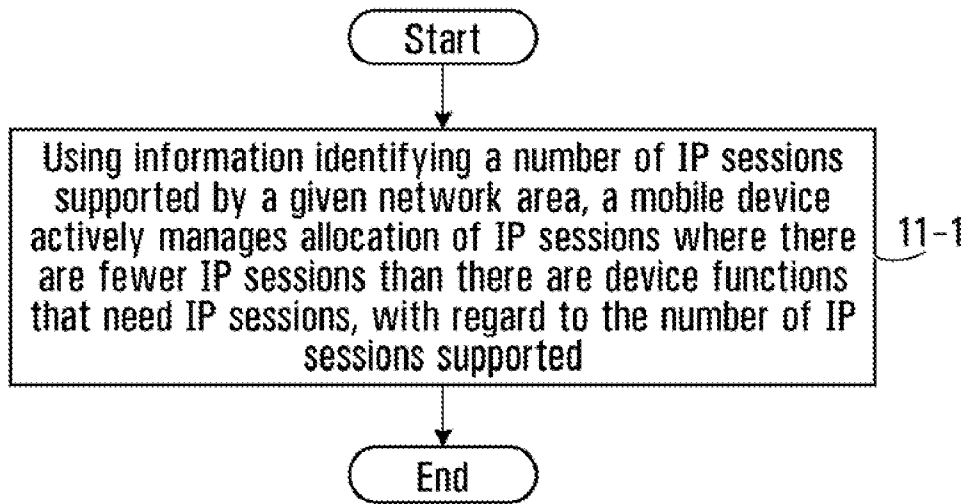 Start
Using information identifying a number of IP sessions
supported by a given network area, a mobile device
actively manages allocation of IP sessions where there
are fewer IP sessions than there are device functions
that need IP sessions, with regard to the number of IP
sessions supported
11-1
End